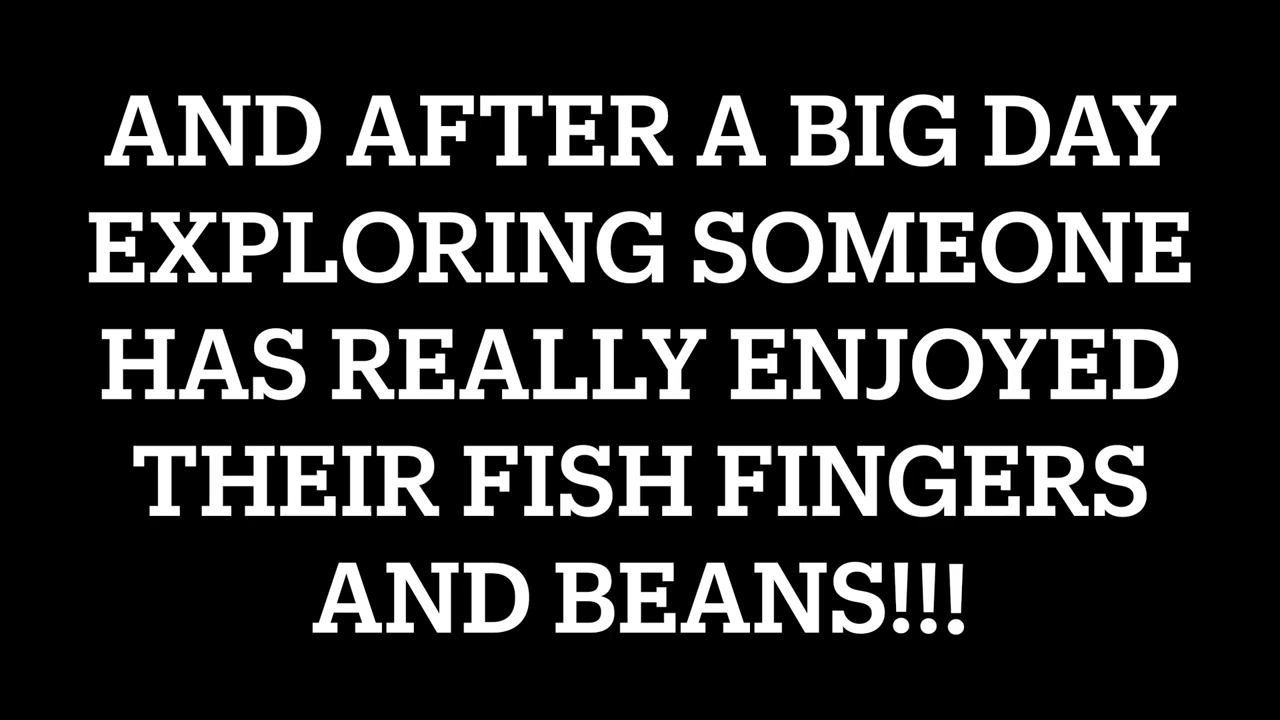 AND AFTER A BIG DAY
EXPLORING SOMEONE
HAS REALLY ENJOYED
THEIR FISH FINGERS
AND BEANS!!!